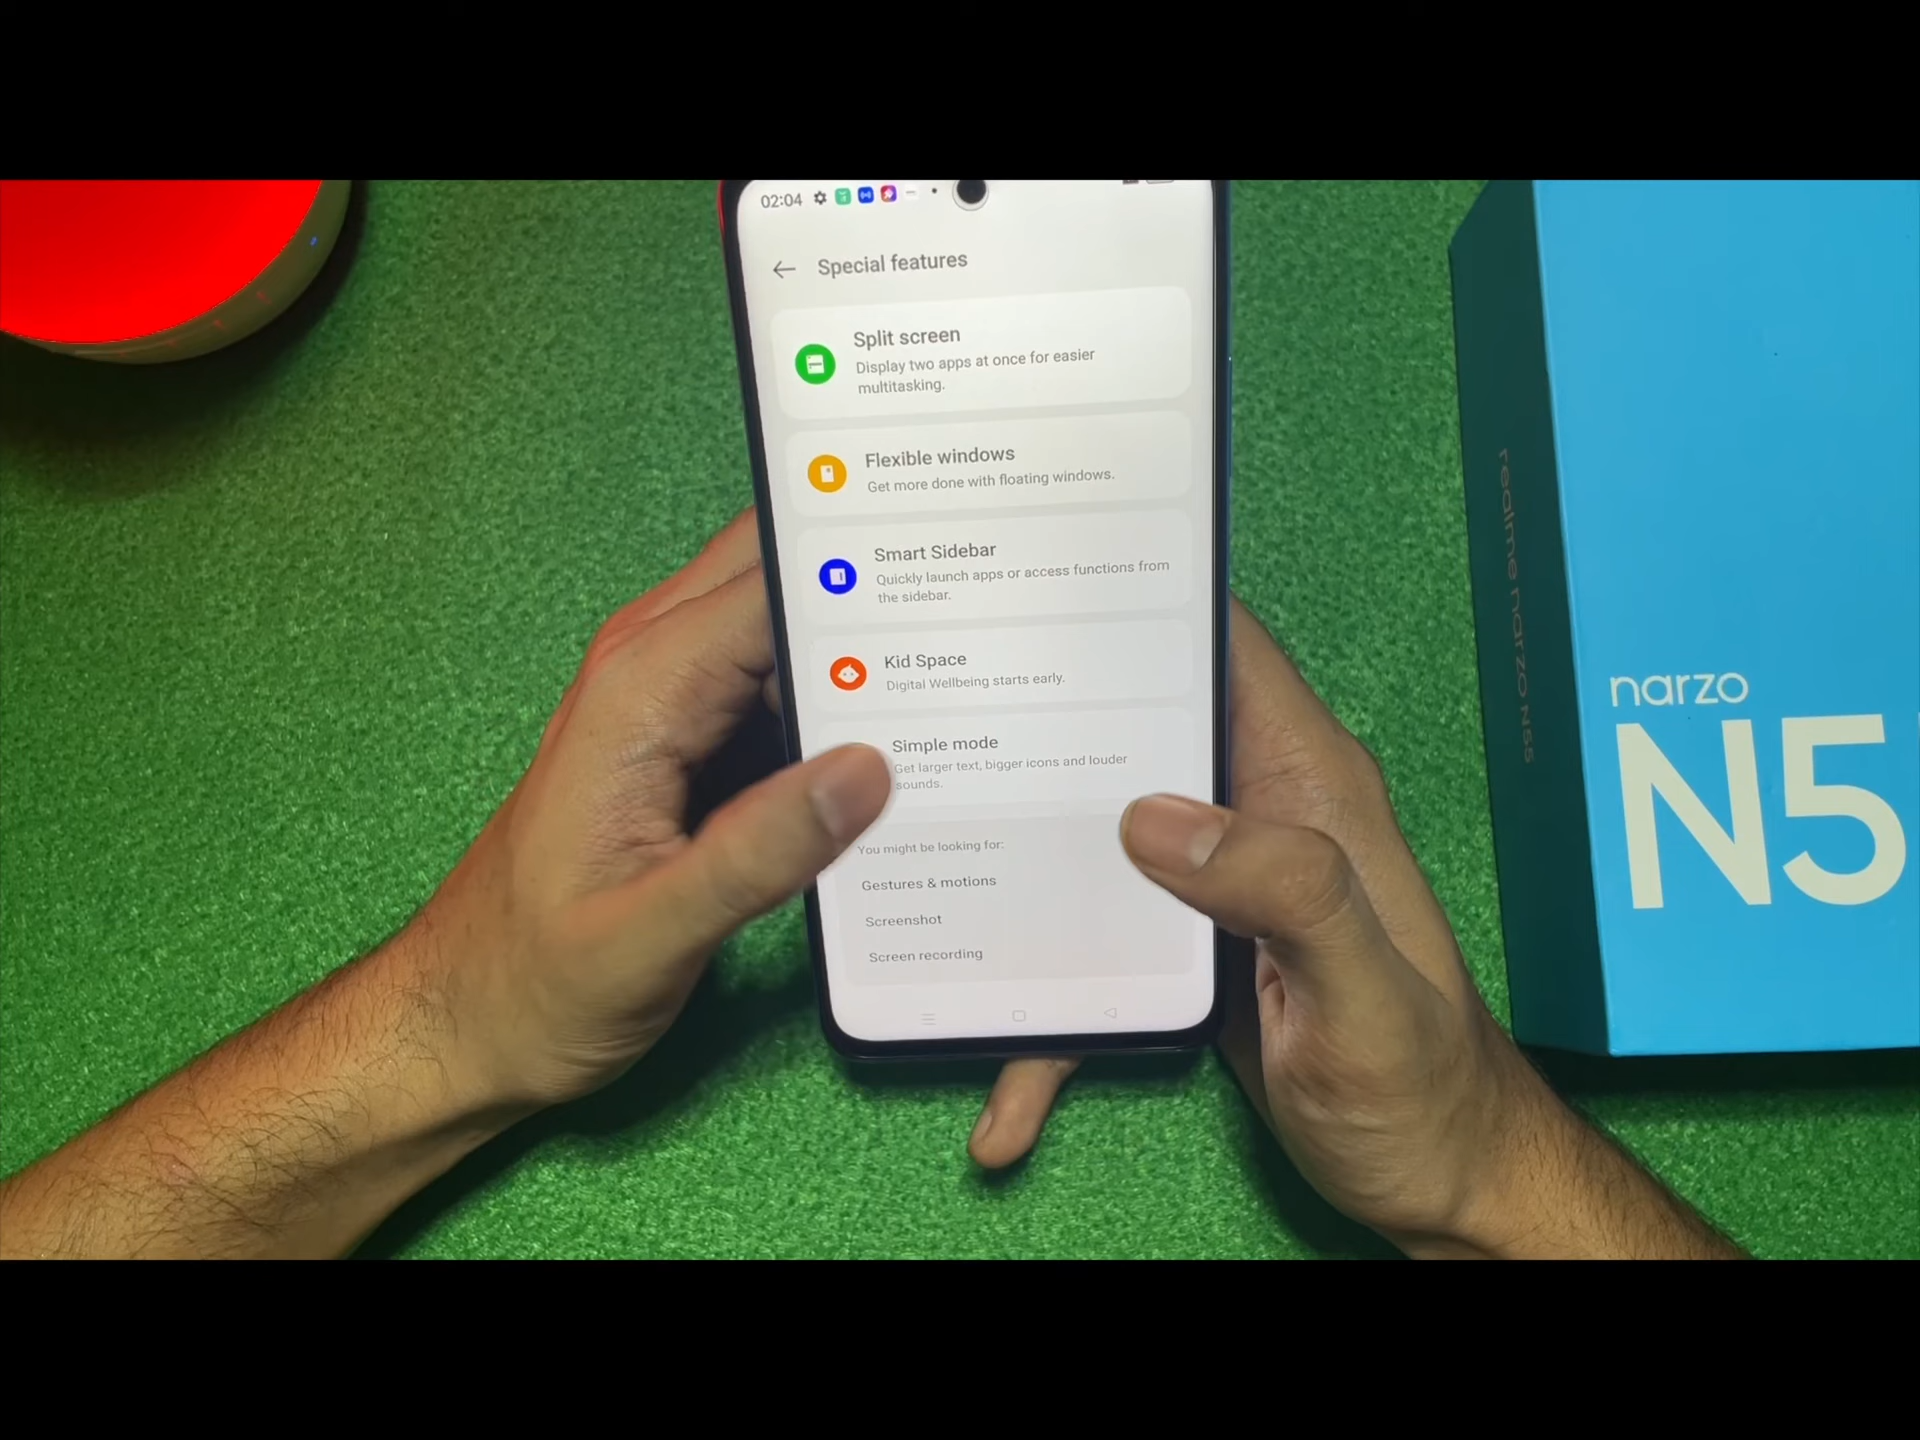 02:04
Special features
Split screen
Display two apps at once for easier
multitasking.
Flexible windows
Get more done with floating windows.
Smart Sidebar
Quickly launch apps or access functions from
the sidebar.
Kid Space
Digital Wellbeing starts early.
Simple mode
Get larger text, bigger icons and louder
sounds.
You might be looking for:
Gestures & motions
Screenshot
Screen recording
realme narzo N55
narzo
N5